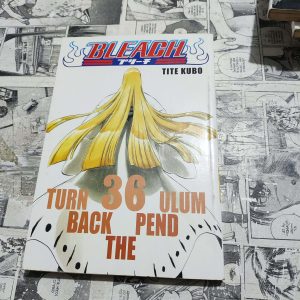 BLEACH
ブリーチ
TITE KUBO
TURN 36 ULUM
BACK PEND
THE